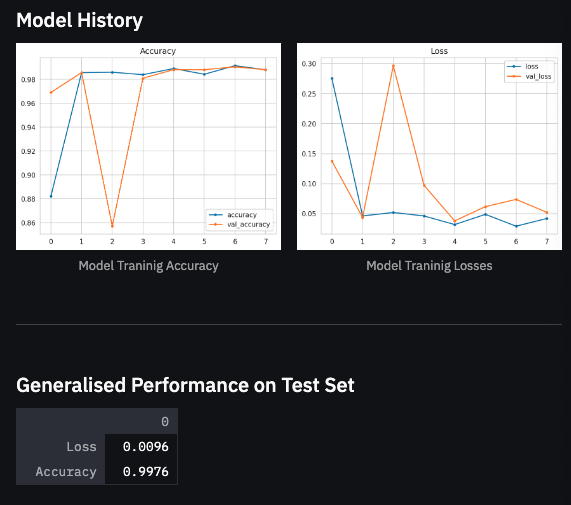 Model History
Accuracy
0.98
0.96
0.94
0.92
0.90
0.88
0.86
accuracy
val_accuracy
0 1 2 3 4 5 6 7
Model Traninig Accuracy
Loss
0.30
0.25
0.20
0.15
0.10
0.05
loss
val_loss
0 1 2 3 4 5 6 7
Model Traninig Losses
Generalised Performance on Test Set
0
Loss 0.0096
Accuracy 0.9976